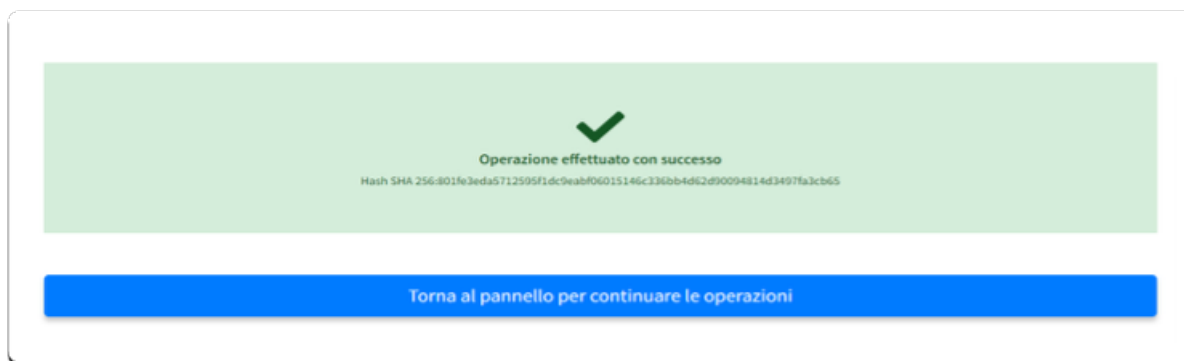 Operazione effettuato con successo
Hash SHA 256:801fe3eda5712595f1dc9eabf06015146c336bb4d62d90094814d3497fa3cb65
Torna al pannello per continuare le operazioni